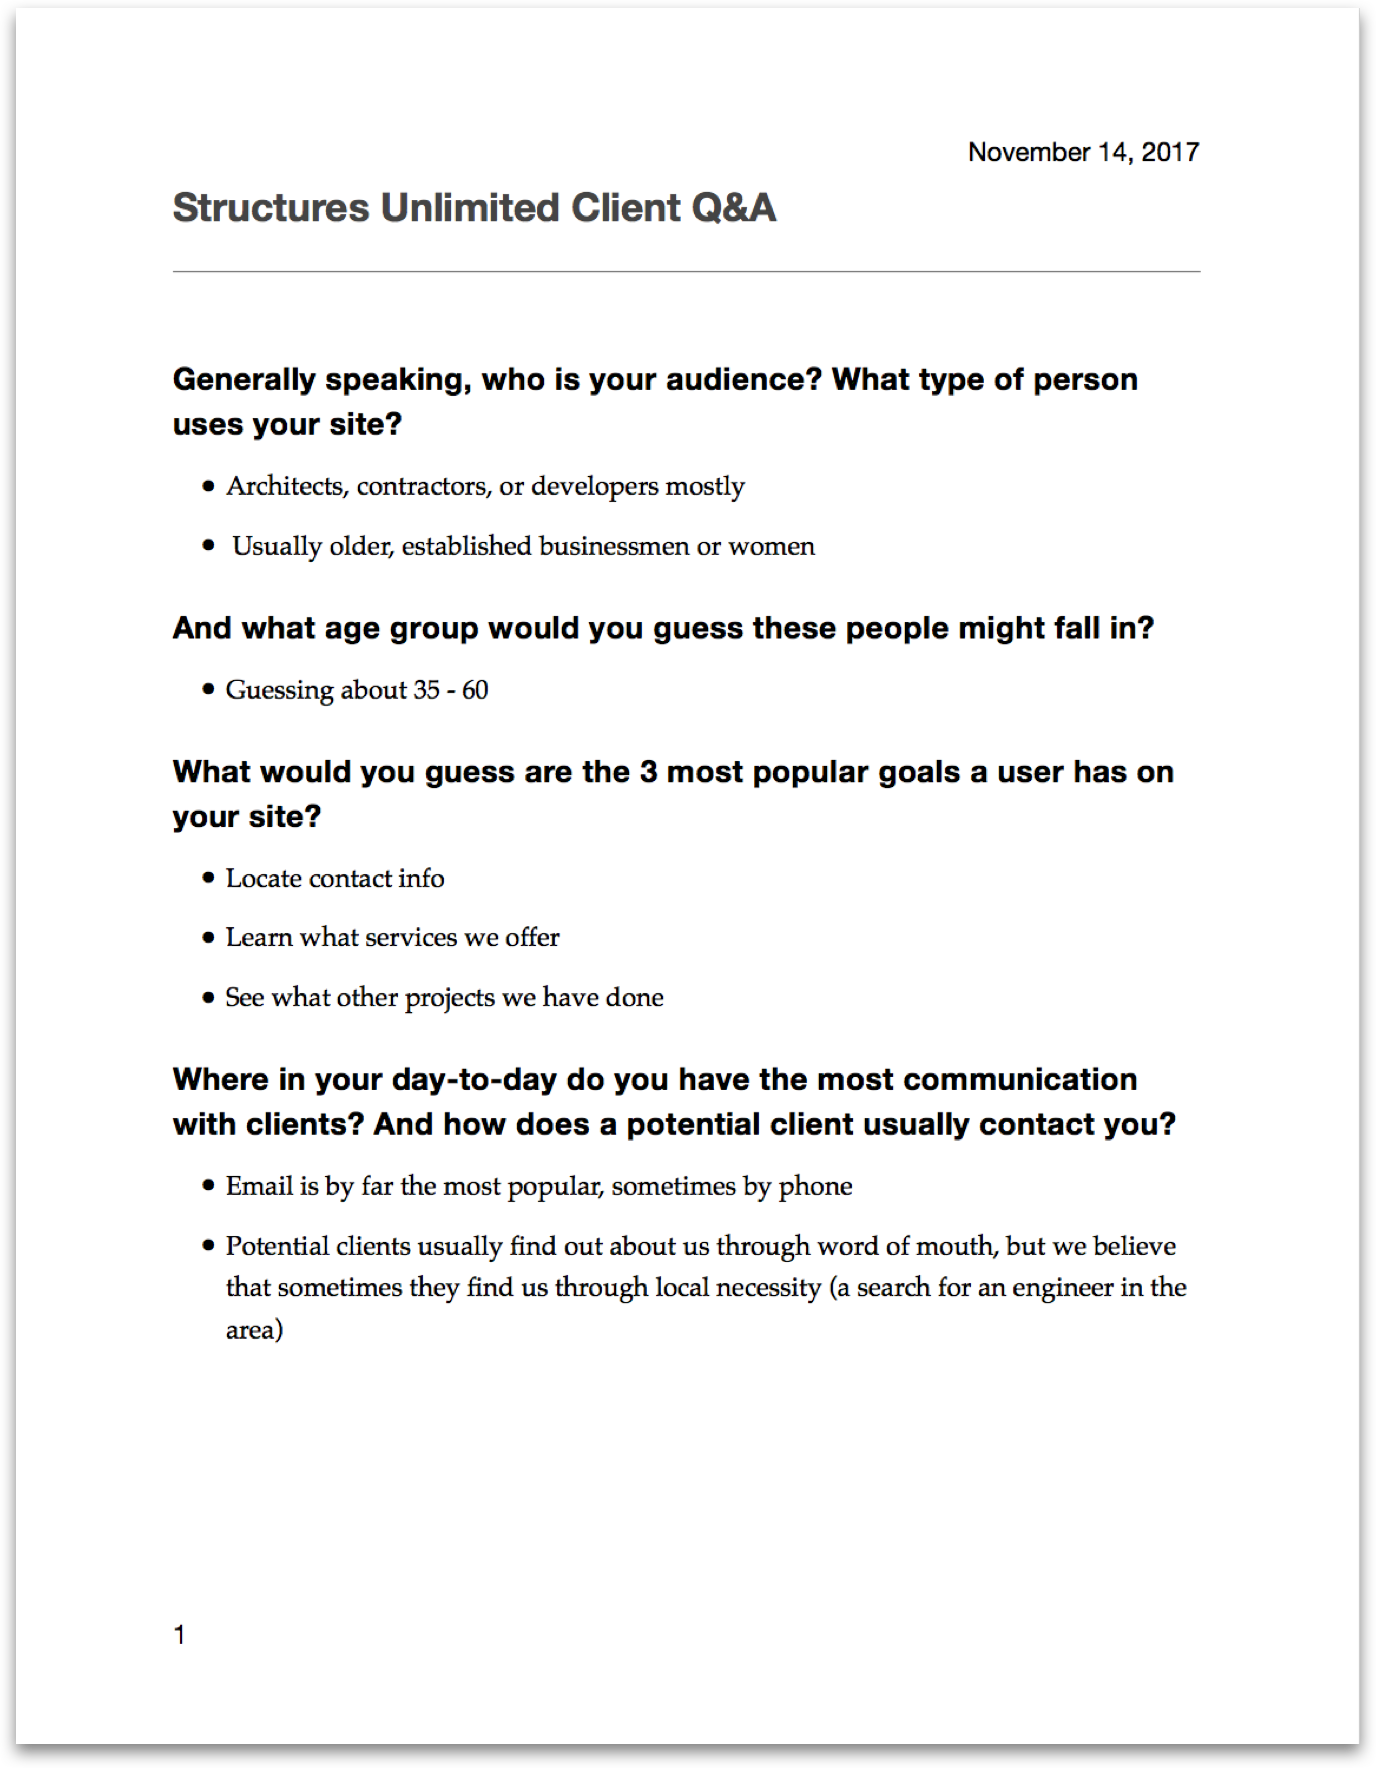 November 14, 2017
Structures Unlimited Client Q&A
Generally speaking, who is your audience? What type of person
uses your site?
• Architects, contractors, or developers mostly
• Usually older, established businessmen or women
And what age group would you guess these people might fall in?
• Guessing about 35 - 60
What would you guess are the 3 most popular goals a user has on
your site?
• Locate contact info
• Learn what services we offer
• See what other projects we have done
Where in your day-to-day do you have the most communication
with clients? And how does a potential client usually contact you?
• Email is by far the most popular, sometimes by phone
• Potential clients usually find out about us through word of mouth, but we believe
that sometimes they find us through local necessity (a search for an engineer in the
area)
1